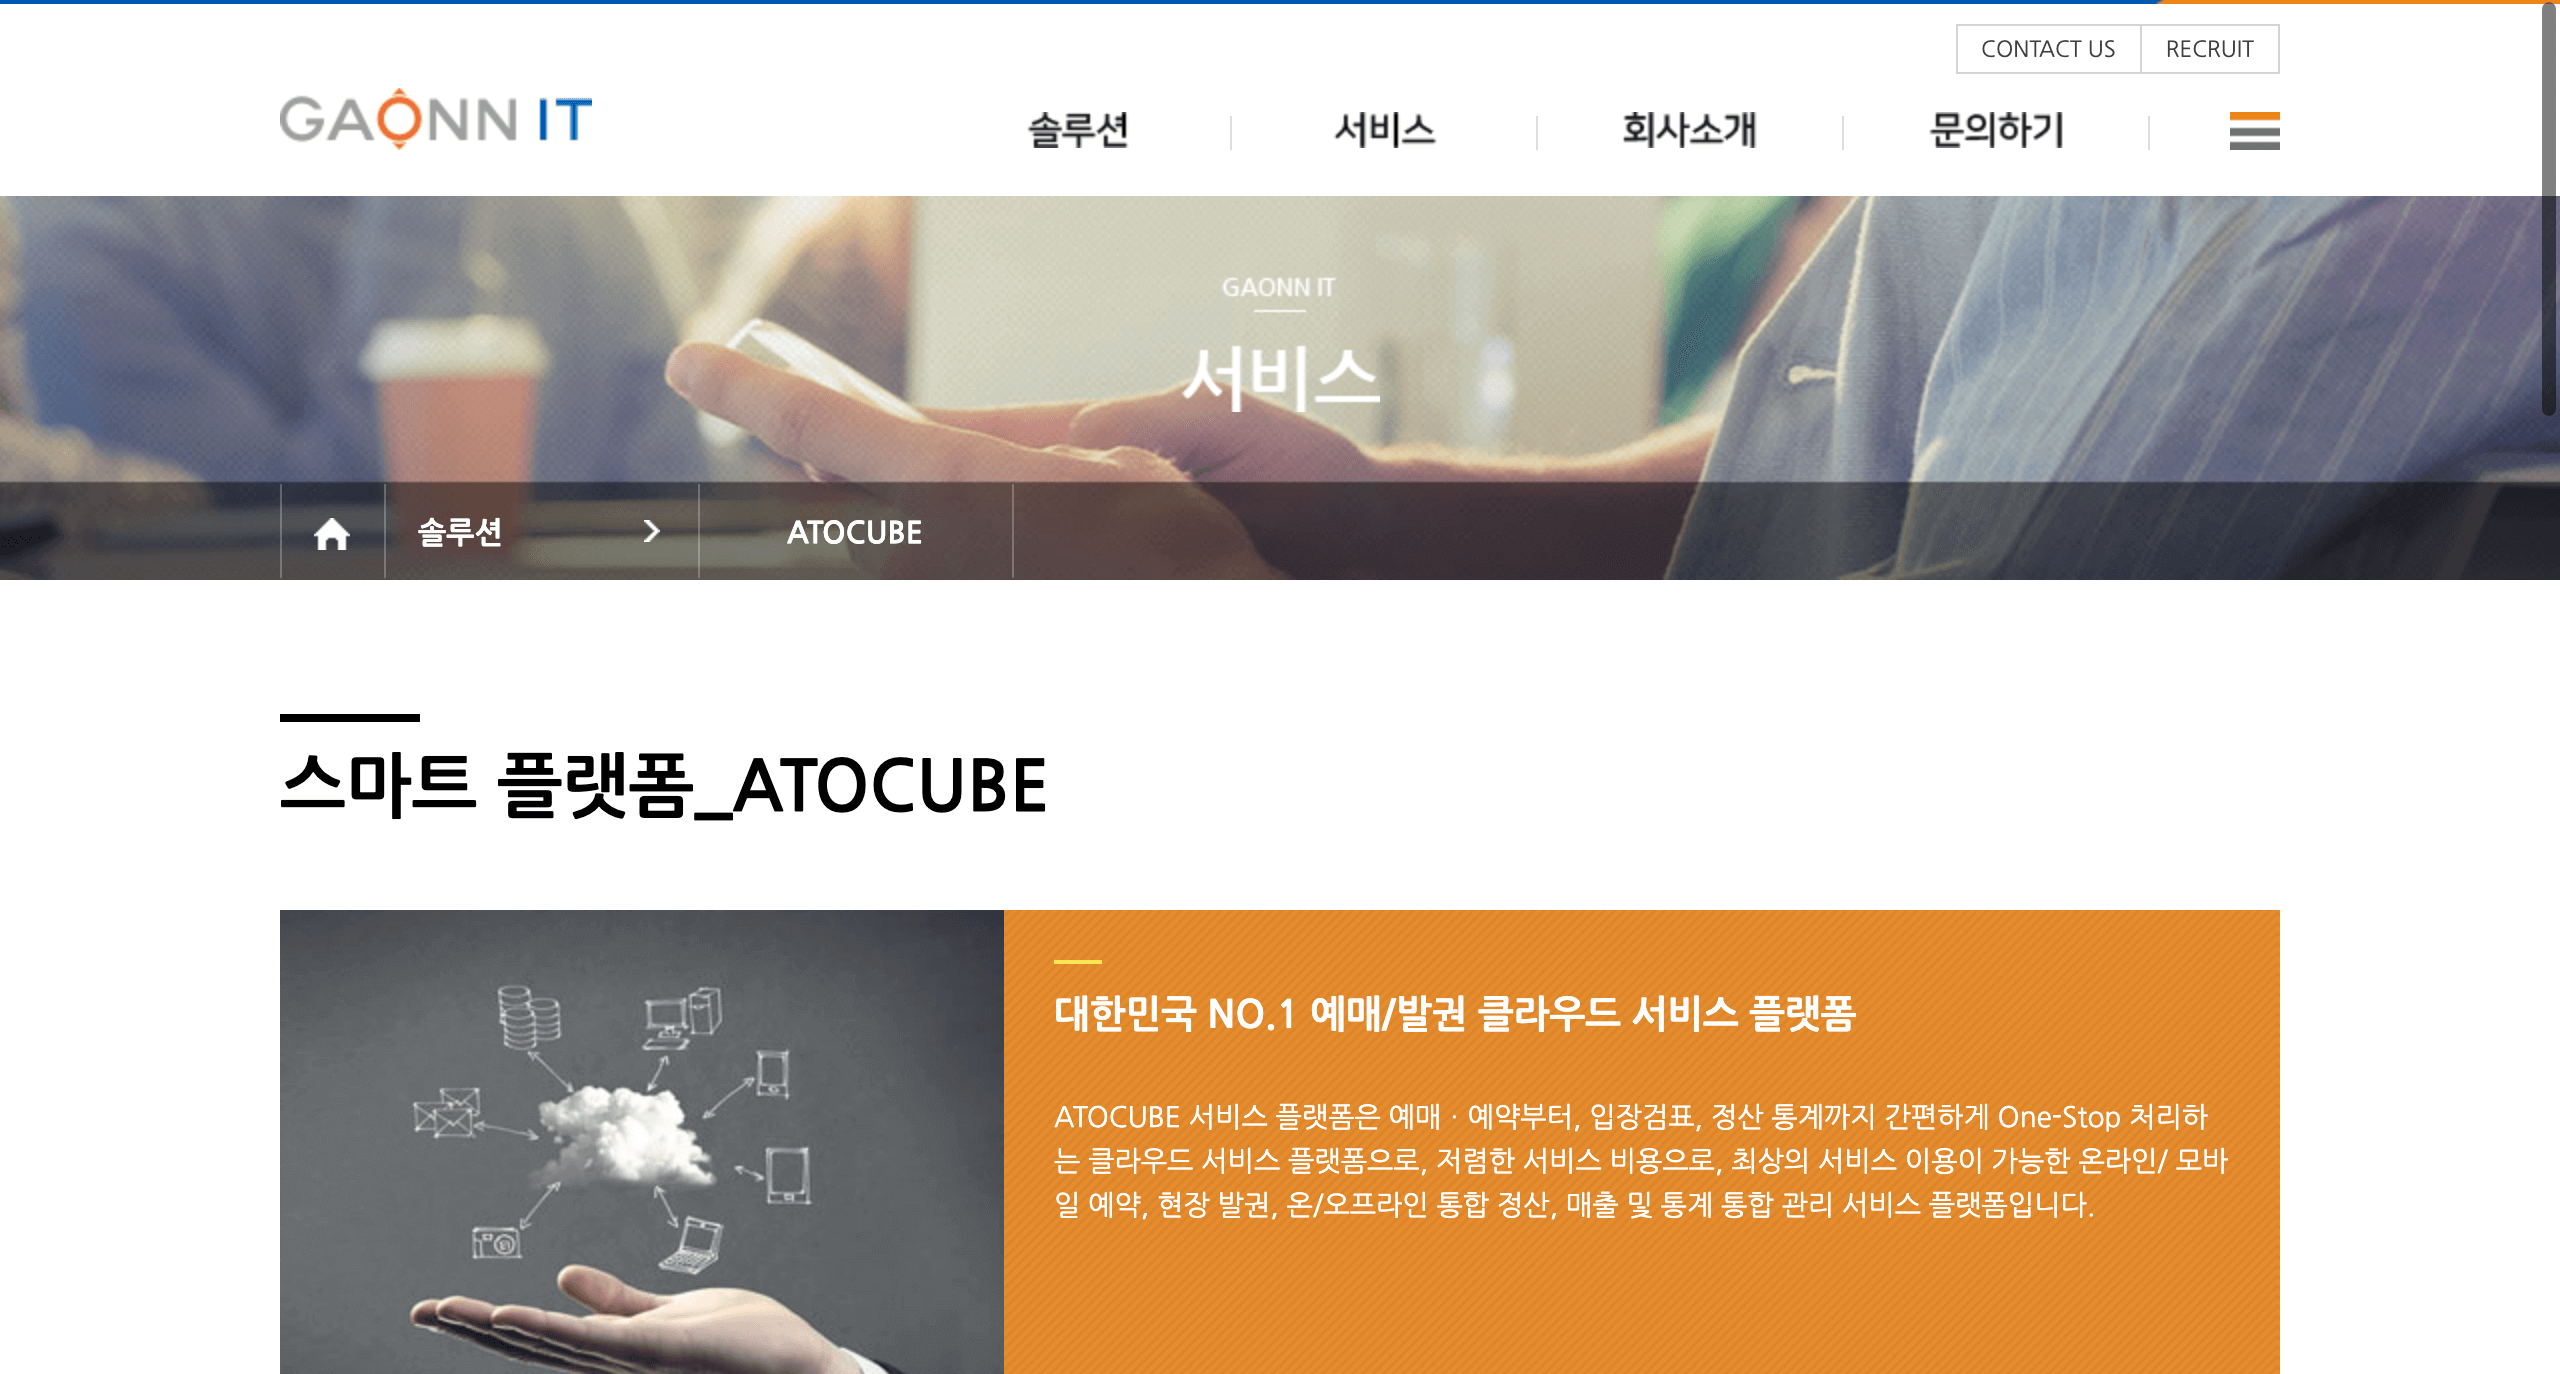 CONTACT US
RECRUIT
GAONN IT
솔루션
서비스
회사소개
문의하기
GAONN IT
서비스
솔루션
ATOCUBE
스마트 플랫폼_ATOCUBE
대한민국 NO.1 예매/발권 클라우드 서비스 플랫폼
ATOCUBE 서비스 플랫폼은 예매 · 예약부터, 입장검표, 정산 통계까지 간편하게 One-Stop 처리하
는 클라우드 서비스 플랫폼으로, 저렴한 서비스 비용으로, 최상의 서비스 이용이 가능한 온라인/ 모바
일 예약, 현장 발권, 온/오프라인 통합 정산, 매출 및 통계 통합 관리 서비스 플랫폼입니다.